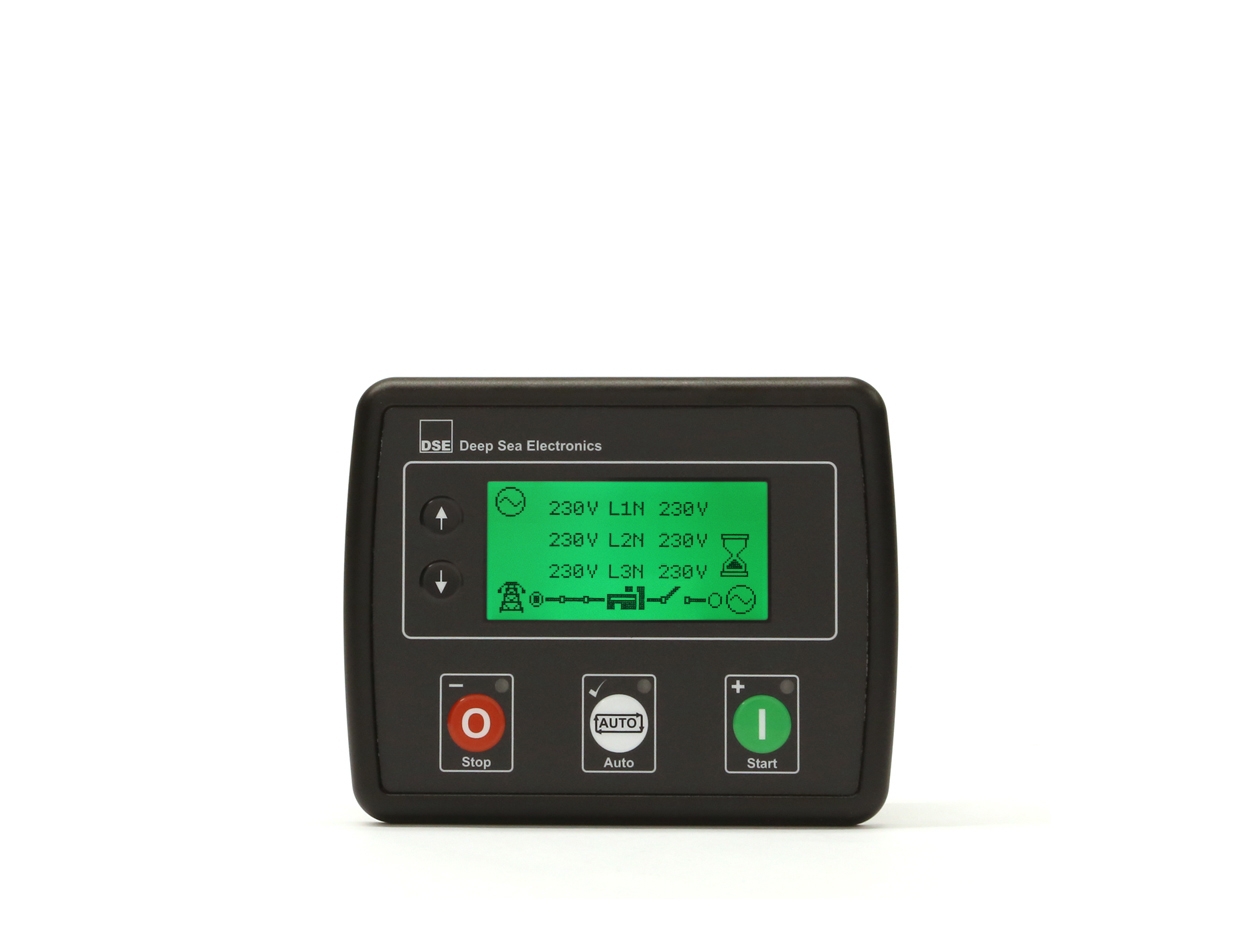 DSE Deep Sea Electronics
230V L1N 230V
230V L2N 230V
230V L3N 230V
O
AUTO
I
Stop
Auto
Start